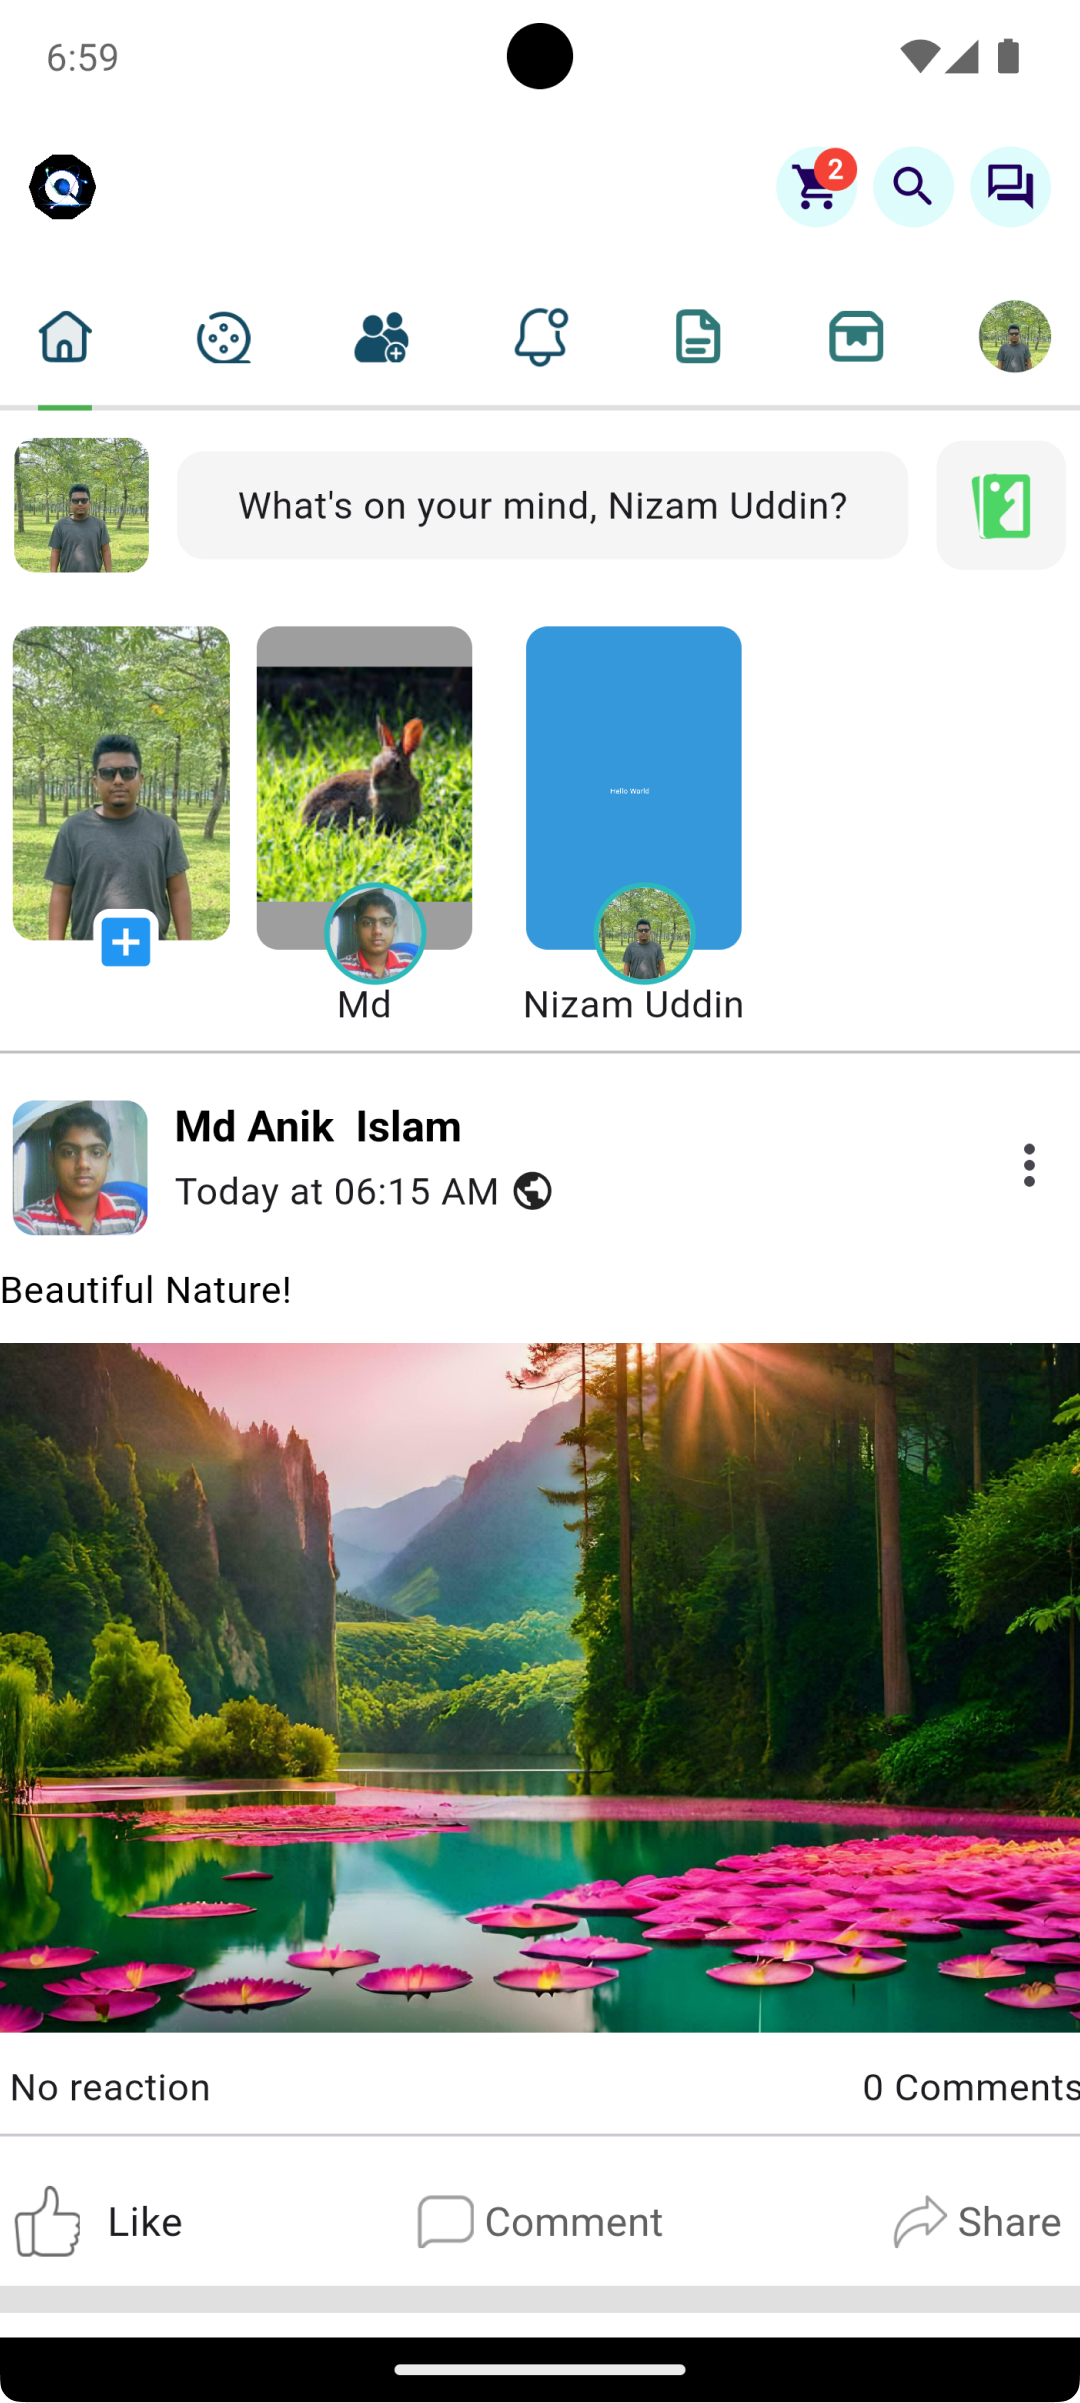 6:59
2
What's on your mind, Nizam Uddin?
Hello World
Md
Nizam Uddin
Md Anik  Islam
Today at 06:15 AM
Beautiful Nature!
No reaction
0 Comments
Like
Comment
Share